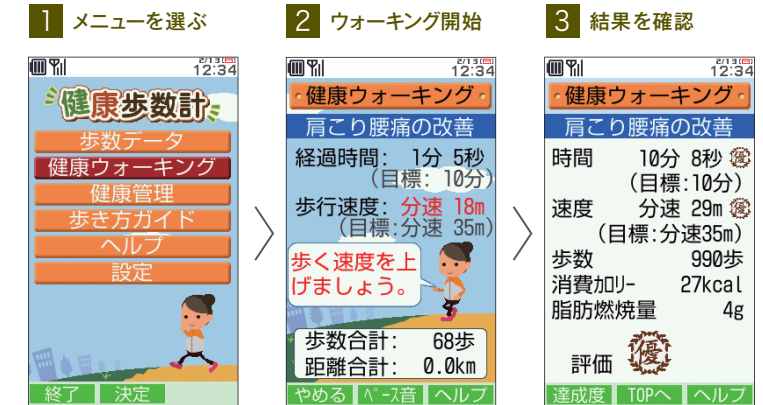 1 メニューを選ぶ
2/13
12:34
健康歩数計
歩数データ
健康ウォーキング
健康管理
歩き方ガイド
ヘルプ
設定
終了 決定
2 ウォーキング開始
2/13
12:34
健康ウォーキング
肩こり腰痛の改善
経過時間: 1分 5秒
(目標: 10分)
歩行速度: 分速 18m
(目標:分速 35m)
歩く速度を上
げましょう。
歩数合計: 68歩
距離合計: 0.0km
やめる ペース音 ヘルプ
3 結果を確認
2/13
12:34
健康ウォーキング
肩こり腰痛の改善
時間 10分 8秒 優
(目標:10分)
速度 分速 29m 優
(目標:分速35m)
歩数 990歩
消費カロリー 27kcal
脂肪燃焼量 4g
評価 優
達成度 TOPへ ヘルプ